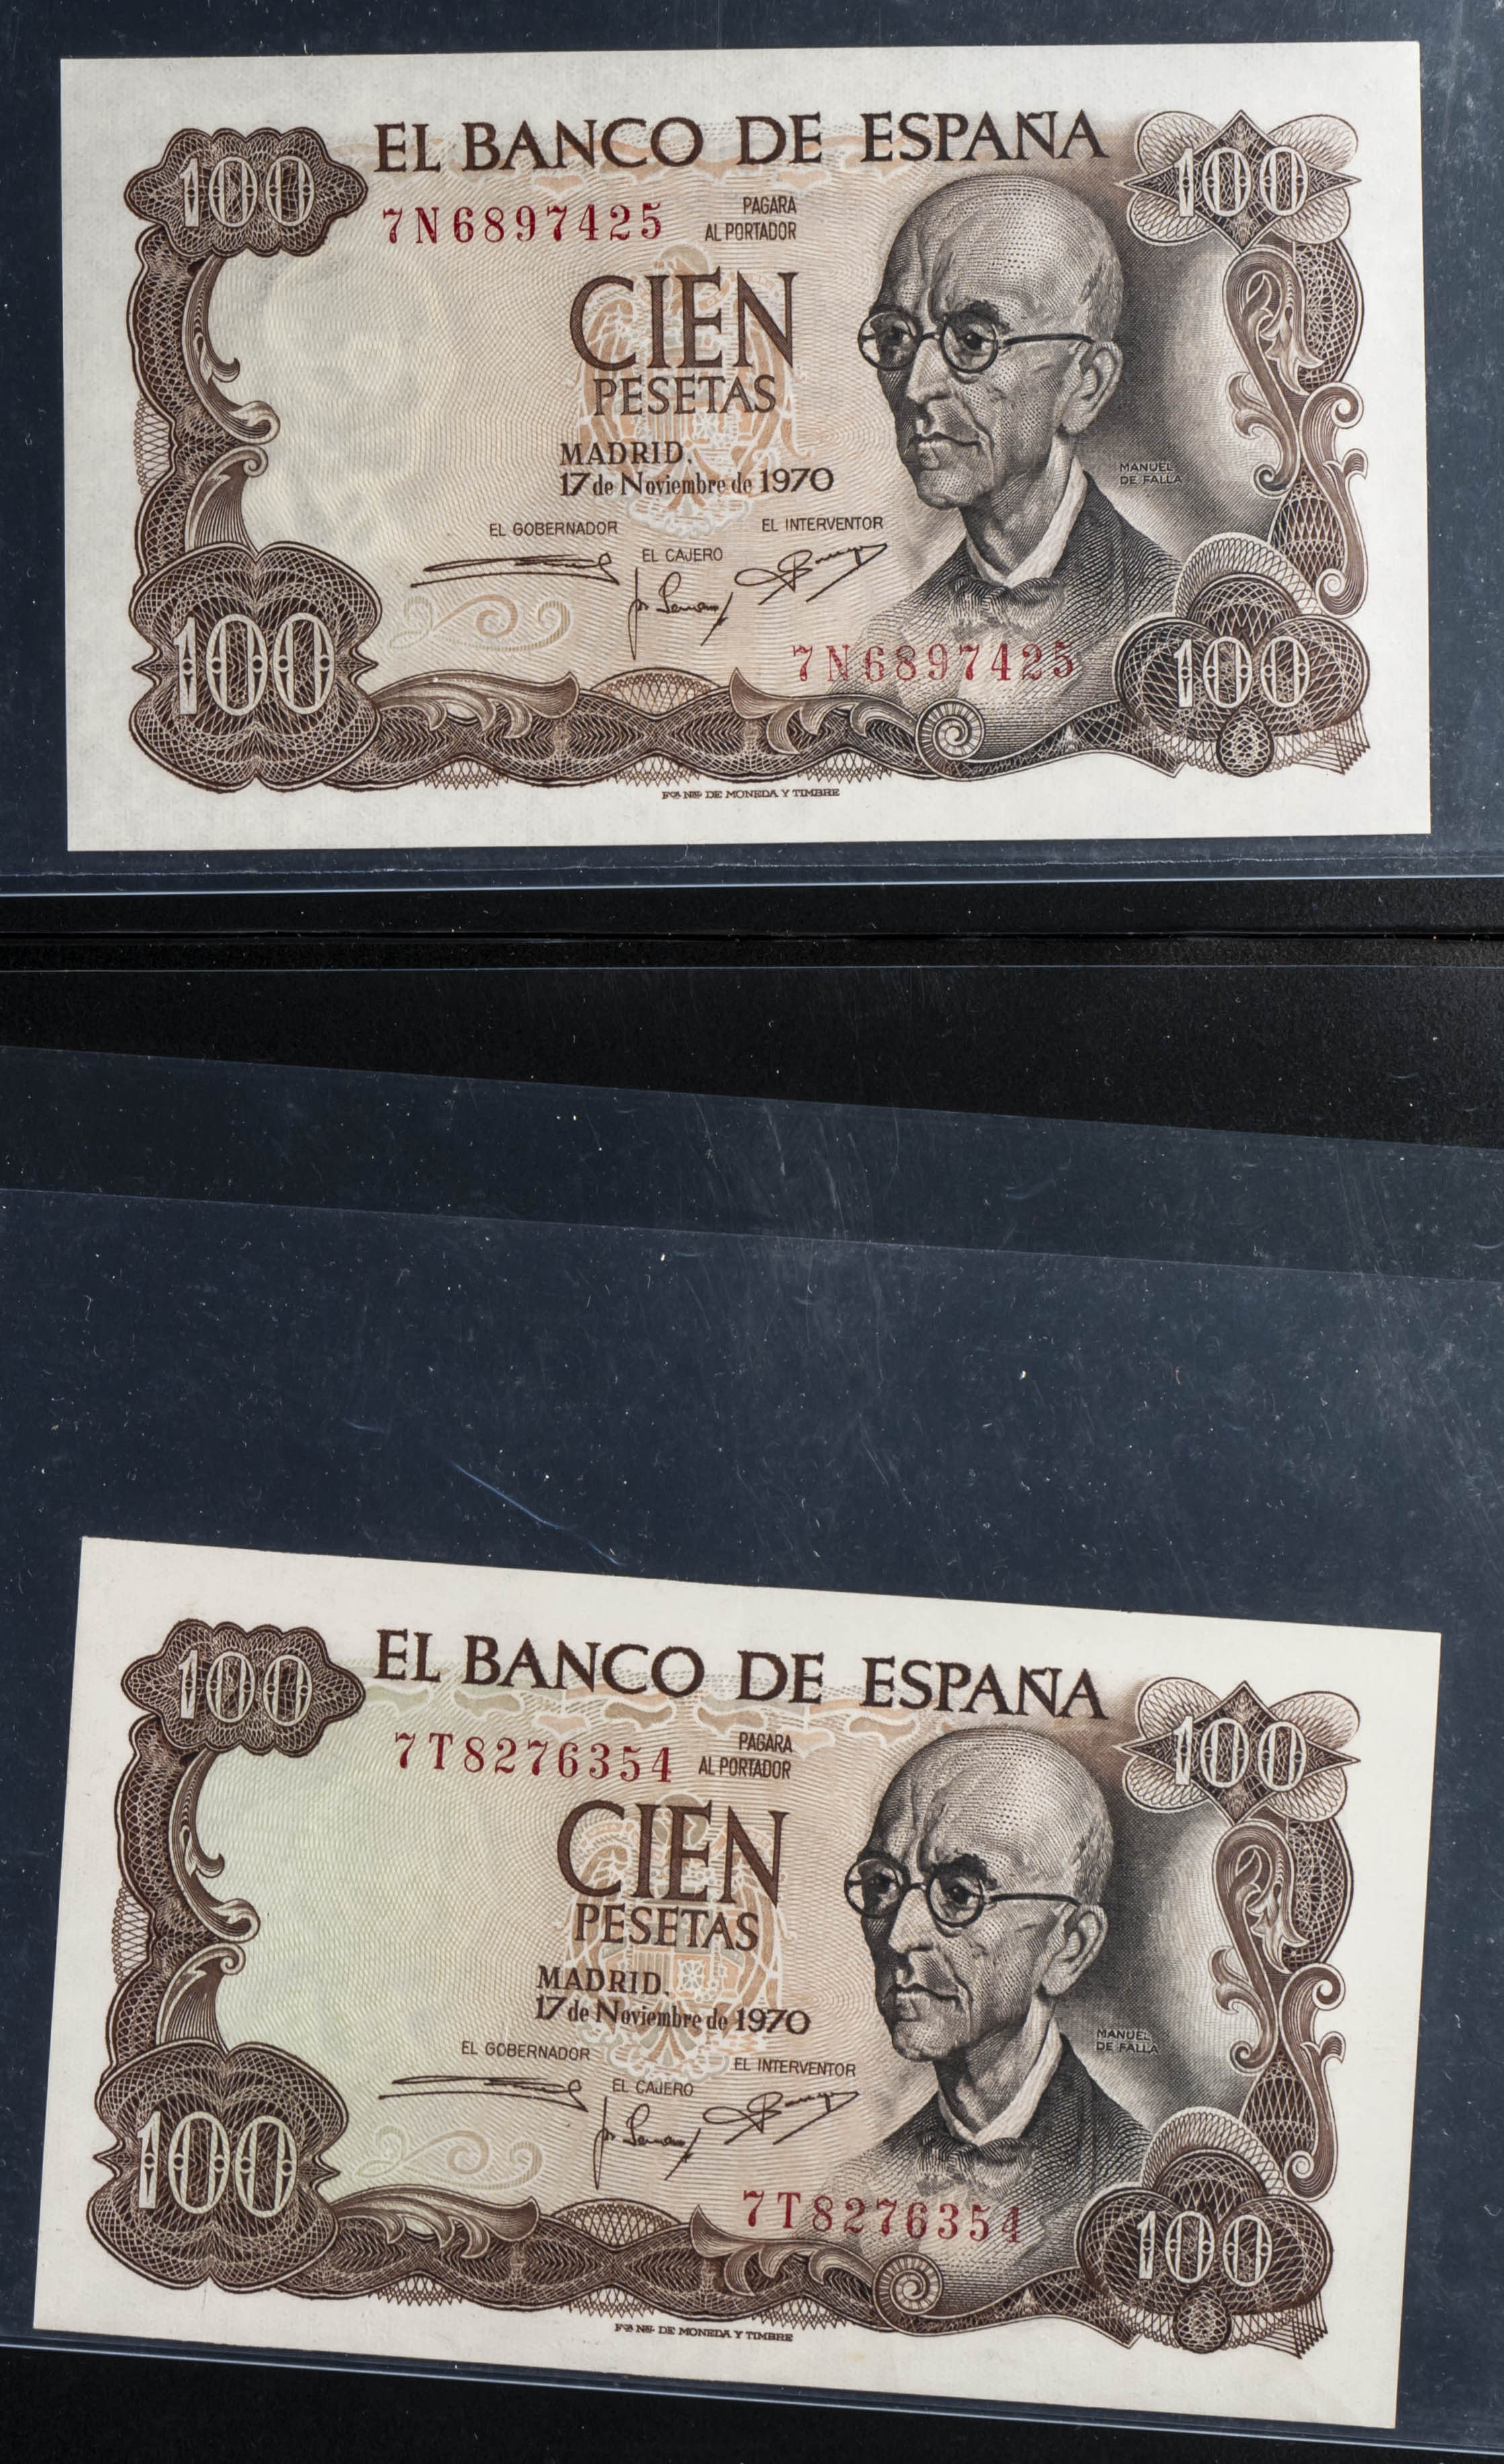 100
EL BANCO DE ESPAÑA
100
7N6897425
PAGARA
AL PORTADOR
CIEN
PESETAS
MADRID,
17 de Noviembre de 1970
MANUEL
DE FALLA
EL GOBERNADOR
EL INTERVENTOR
EL CAJERO
100
7N6897425
100
Fca Nal DE MONEDA Y TIMBRE
100
EL BANCO DE ESPAÑA
100
7T8276354
PAGARA
AL PORTADOR
CIEN
PESETAS
MADRID,
17 de Noviembre de 1970
MANUEL
DE FALLA
EL GOBERNADOR
EL INTERVENTOR
EL CAJERO
100
7T8276354
100
Fca Nal DE MONEDA Y TIMBRE